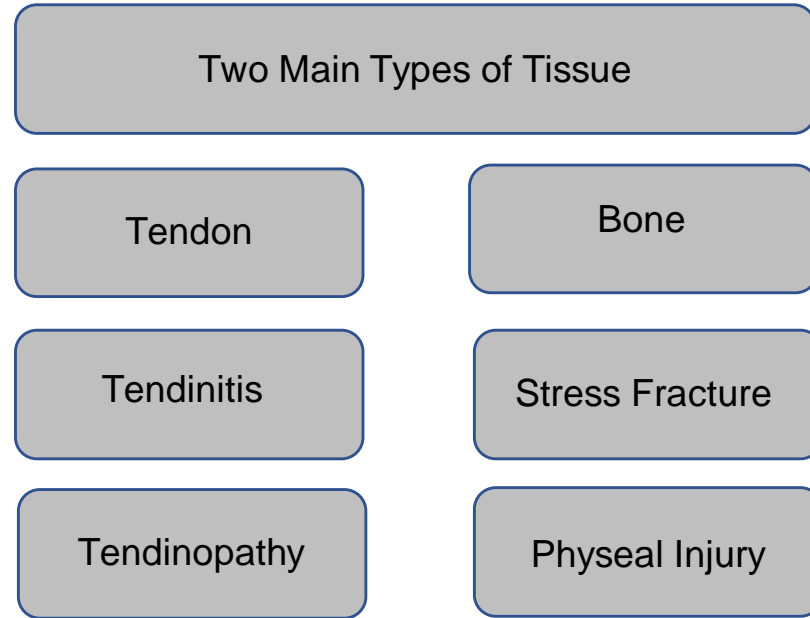 Two Main Types of Tissue
Tendon
Bone
Tendinitis
Stress Fracture
Tendinopathy
Physeal Injury